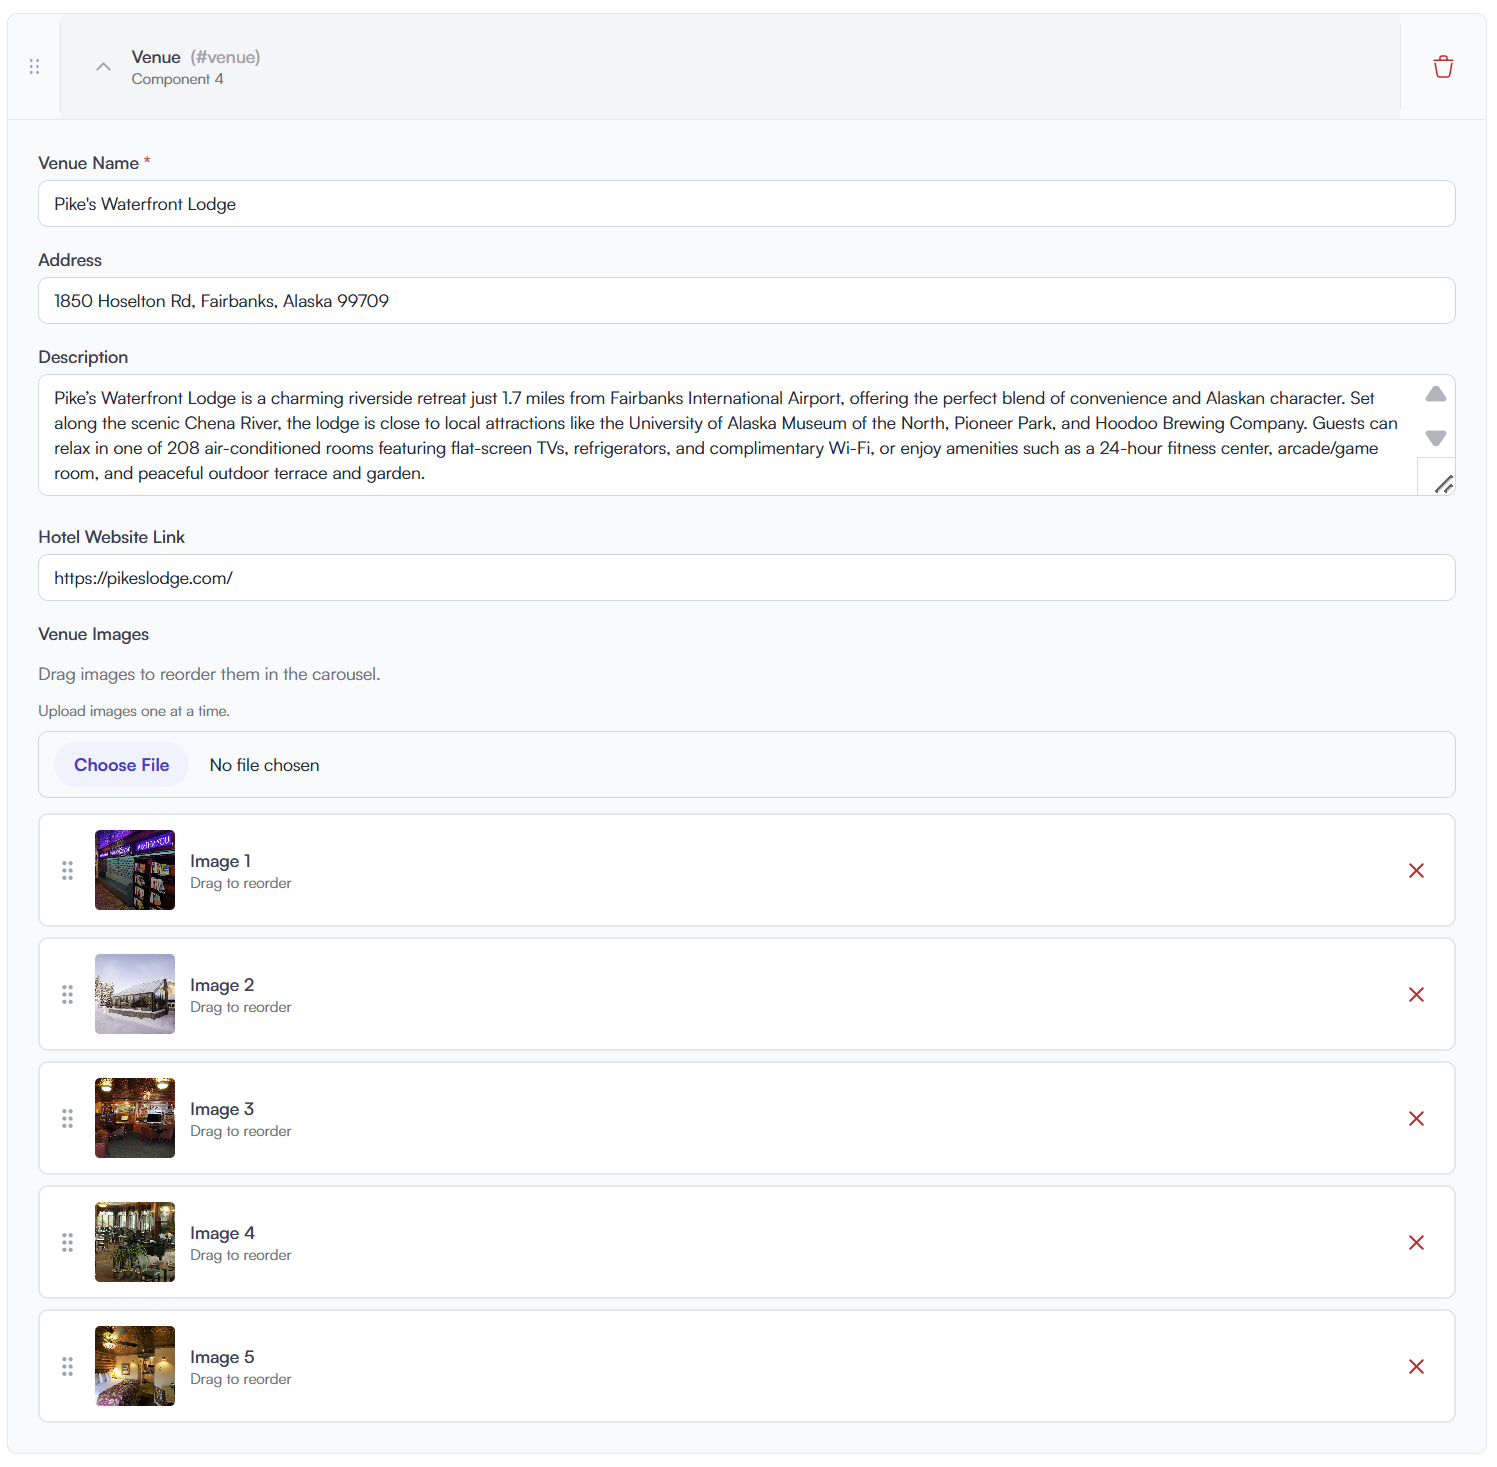 Venue (#venue)
Component 4
Venue Name *
Pike's Waterfront Lodge
Address
1850 Hoselton Rd, Fairbanks, Alaska 99709
Description
Pike’s Waterfront Lodge is a charming riverside retreat just 1.7 miles from Fairbanks International Airport, offering the perfect blend of convenience and Alaskan character. Set
along the scenic Chena River, the lodge is close to local attractions like the University of Alaska Museum of the North, Pioneer Park, and Hoodoo Brewing Company. Guests can
relax in one of 208 air-conditioned rooms featuring flat-screen TVs, refrigerators, and complimentary Wi-Fi, or enjoy amenities such as a 24-hour fitness center, arcade/game
room, and peaceful outdoor terrace and garden.
Hotel Website Link
https://pikeslodge.com/
Venue Images
Drag images to reorder them in the carousel.
Upload images one at a time.
Choose File No file chosen
Image 1
Drag to reorder
Image 2
Drag to reorder
Image 3
Drag to reorder
Image 4
Drag to reorder
Image 5
Drag to reorder